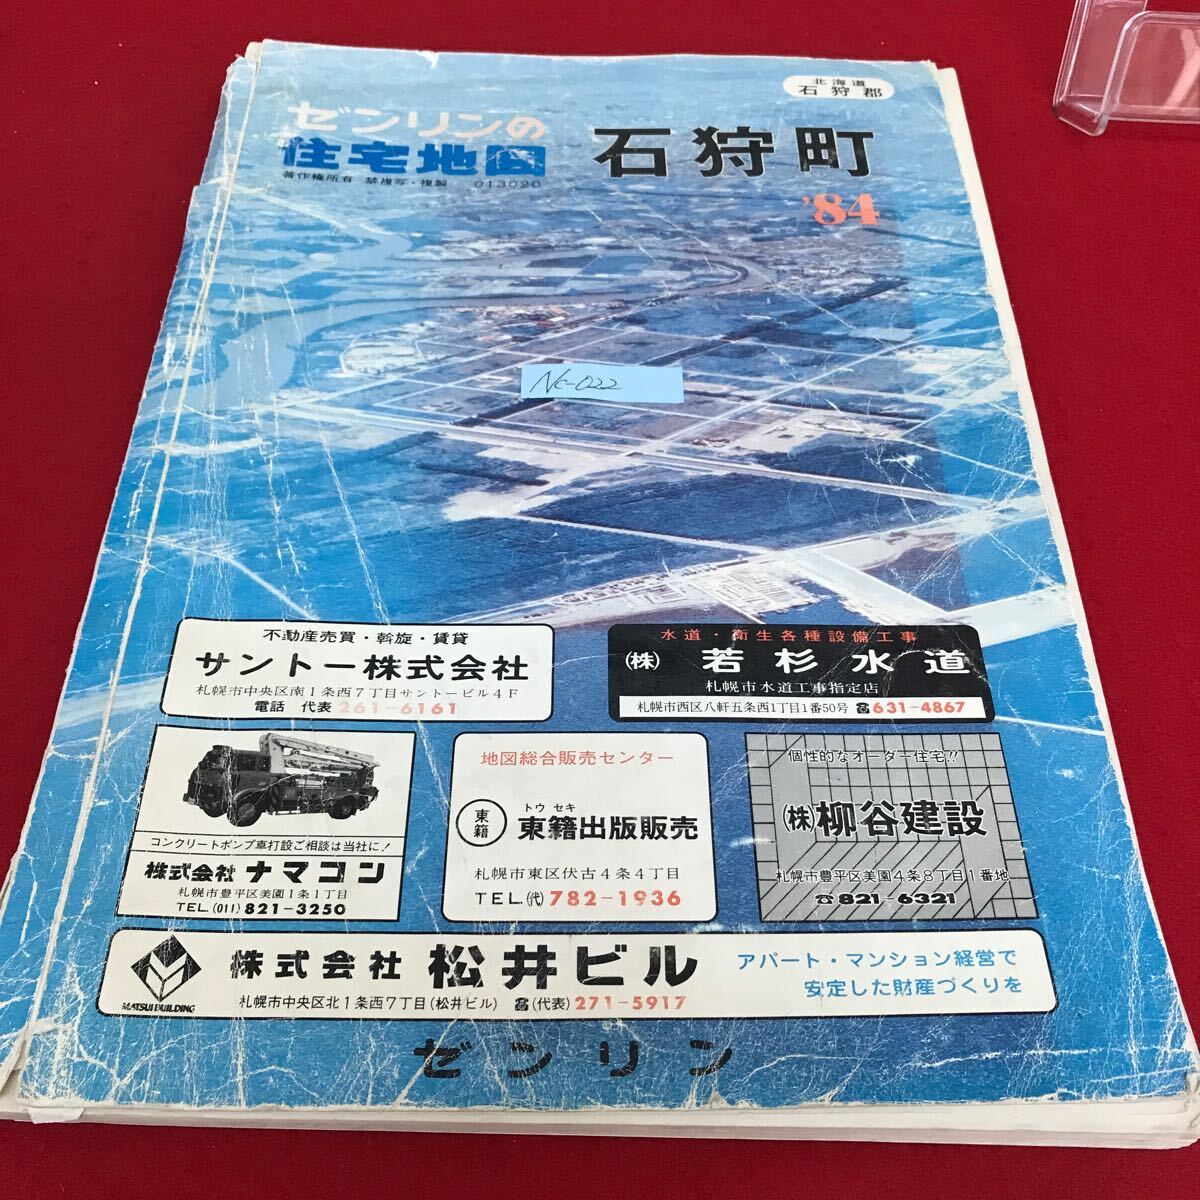 北海道
石狩郡
ゼンリンの
住宅地図
著作権所有 禁複写・複製 013020
石狩町
'84
Nc-022
不動産売買・斡旋・賃貸
サントー株式会社
札幌市中央区南1条西7丁目サントービル4F
電話 代表 261-6161
水道・衛生各種設備工事
(株) 若杉水道
札幌市水道工事指定店
札幌市西区八軒五条西1丁目1番50号 ☎631-4867
コンクリートポンプ車打設ご相談は当社に!
株式会社 ナマコン
札幌市豊平区美園1条1丁目
TEL.(011) 821-3250
地図総合販売センター
東籍
トウ セキ
東籍出版販売
札幌市東区伏古4条4丁目
TEL.(代) 782-1936
個性的なオーダー住宅!!
(株)柳谷建設
札幌市豊平区美園4条8丁目1番地
☎821-6321
MATSUI BUILDING
株式会社 松井ビル
札幌市中央区北1条西7丁目(松井ビル) ☎(代表)271-5917
アパート・マンション経営で
安定した財産づくりを
ゼンリン